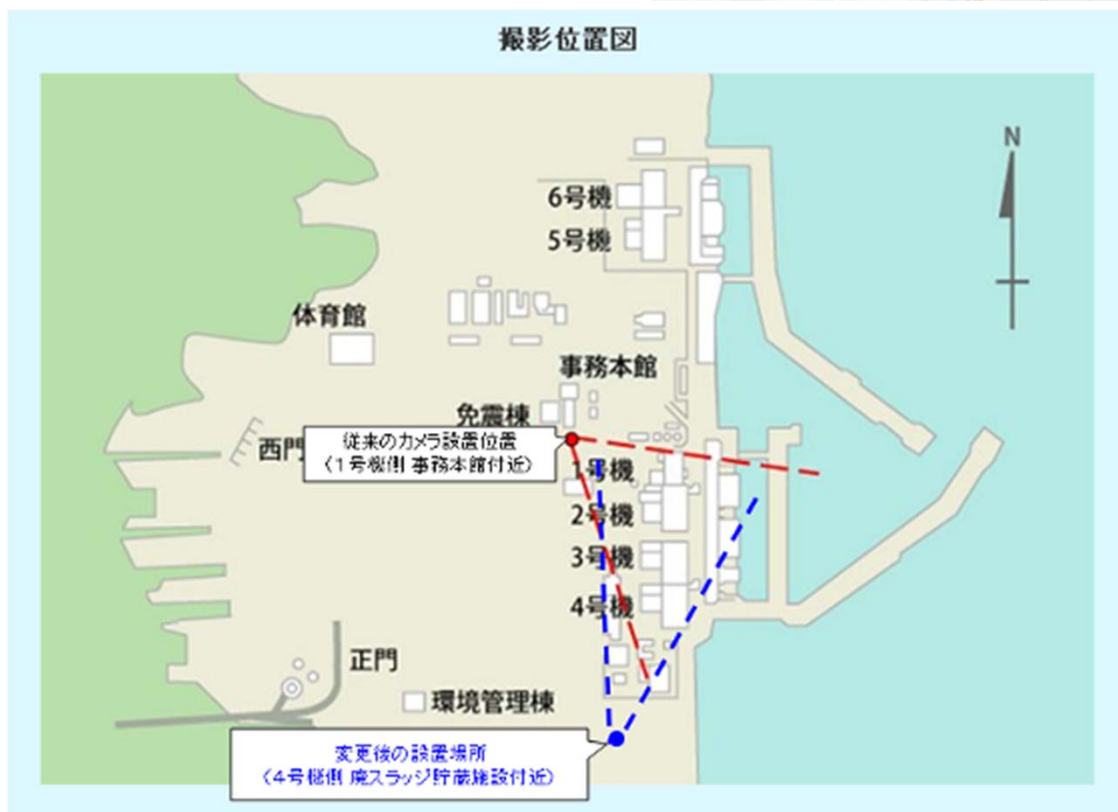 撮影位置図
N
6号機
5号機
体育館
事務本館
免震棟
西門
従来のカメラ設置位置
（1号機側 事務本館付近）
1号機
2号機
3号機
4号機
正門
環境管理棟
変更後の設置場所
（4号機側 廃スラッジ貯蔵施設付近）